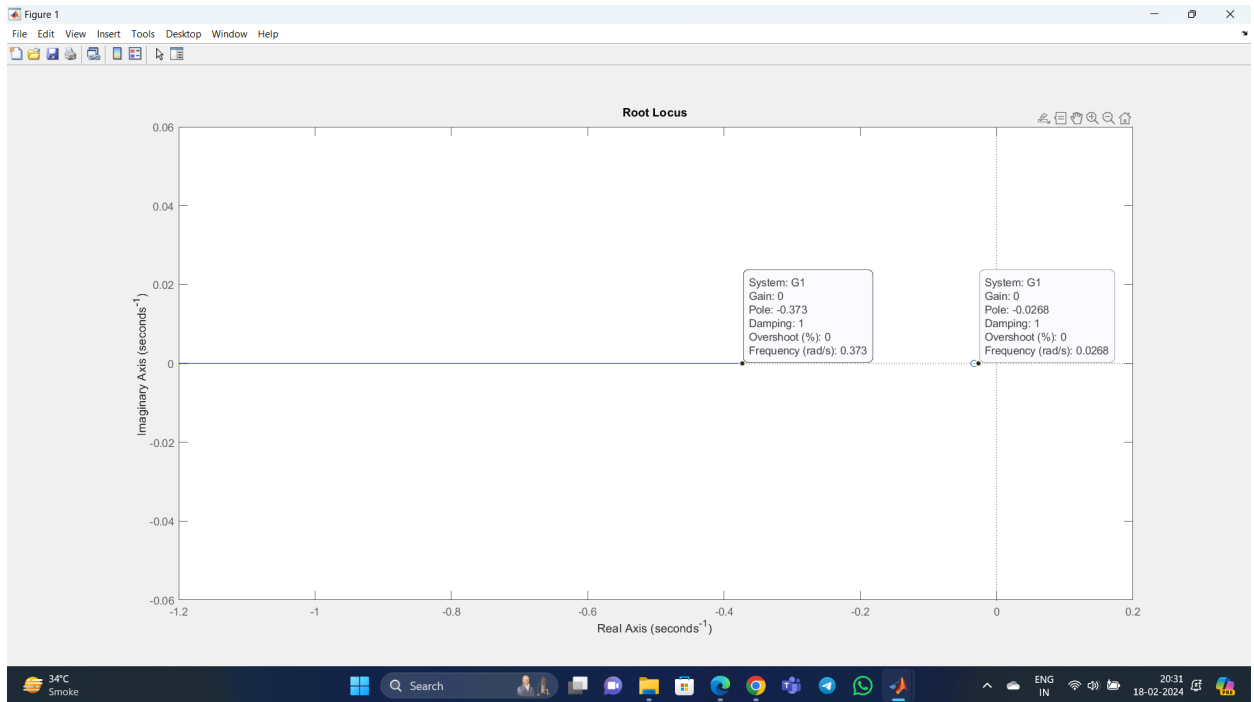 Figure 1
File Edit View Insert Tools Desktop Window Help
Root Locus
0.06
0.04
0.02
0
-0.02
-0.04
-0.06
Imaginary Axis (seconds⁻¹)
System: G1
Gain: 0
Pole: -0.373
Damping: 1
Overshoot (%): 0
Frequency (rad/s): 0.373
System: G1
Gain: 0
Pole: -0.0268
Damping: 1
Overshoot (%): 0
Frequency (rad/s): 0.0268
-1.2 -1 -0.8 -0.6 -0.4 -0.2 0 0.2
Real Axis (seconds⁻¹)
34°C
Smoke
Search
ENG
IN
20:31
18-02-2024
PRE